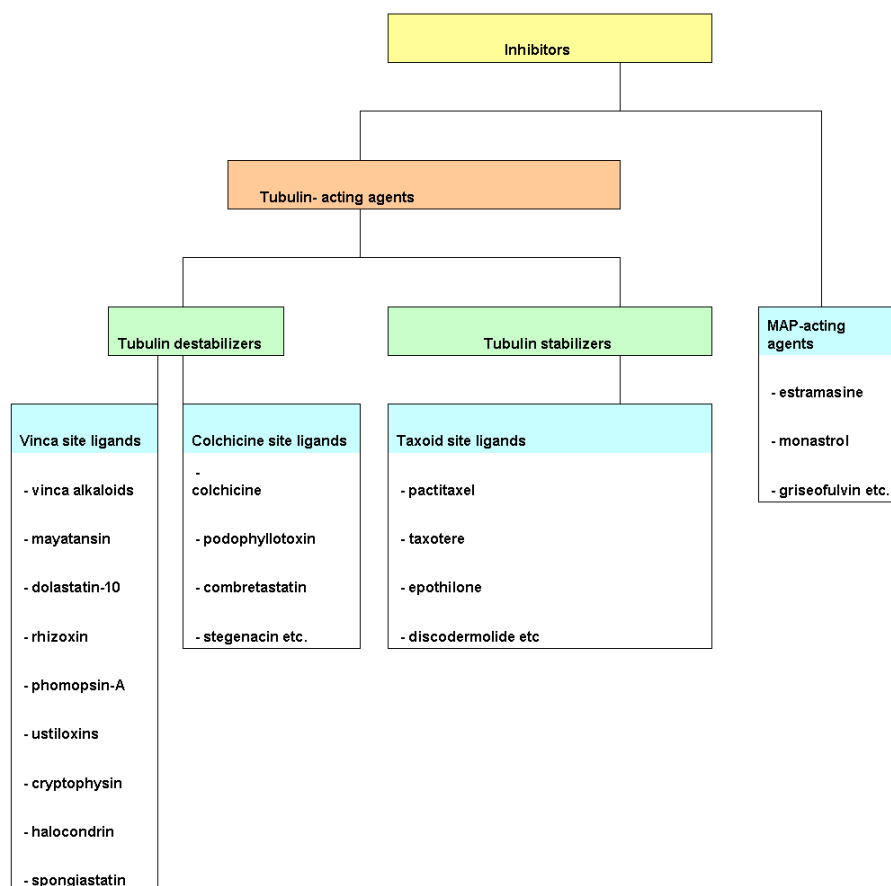 Inhibitors
Tubulin- acting agents
Tubulin destabilizers
Tubulin stabilizers
MAP-acting
agents
- estramasine
- monastrol
- griseofulvin etc.
Vinca site ligands
- vinca alkaloids
- mayatansin
- dolastatin-10
- rhizoxin
- phomopsin-A
- ustiloxins
- cryptophysin
- halocondrin
- spongiastatin
Colchicine site ligands
-
colchicine
- podophyllotoxin
- combretastatin
- stegenacin etc.
Taxoid site ligands
- pactitaxel
- taxotere
- epothilone
- discodermolide etc